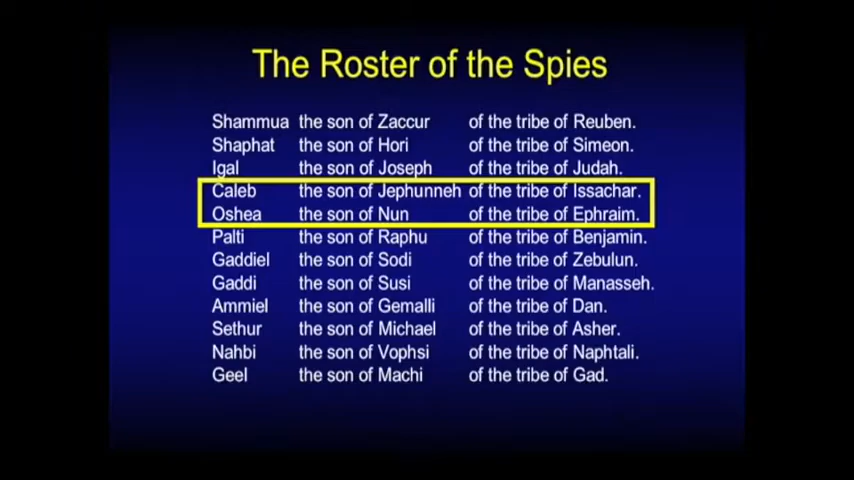 The Roster of the Spies
Shammua the son of Zaccur of the tribe of Reuben.
Shaphat the son of Hori of the tribe of Simeon.
Igal the son of Joseph of the tribe of Judah.
Caleb the son of Jephunneh of the tribe of Issachar.
Oshea the son of Nun of the tribe of Ephraim.
Palti the son of Raphu of the tribe of Benjamin.
Gaddiel the son of Sodi of the tribe of Zebulun.
Gaddi the son of Susi of the tribe of Manasseh.
Ammiel the son of Gemalli of the tribe of Dan.
Sethur the son of Michael of the tribe of Asher.
Nahbi the son of Vophsi of the tribe of Naphtali.
Geel the son of Machi of the tribe of Gad.